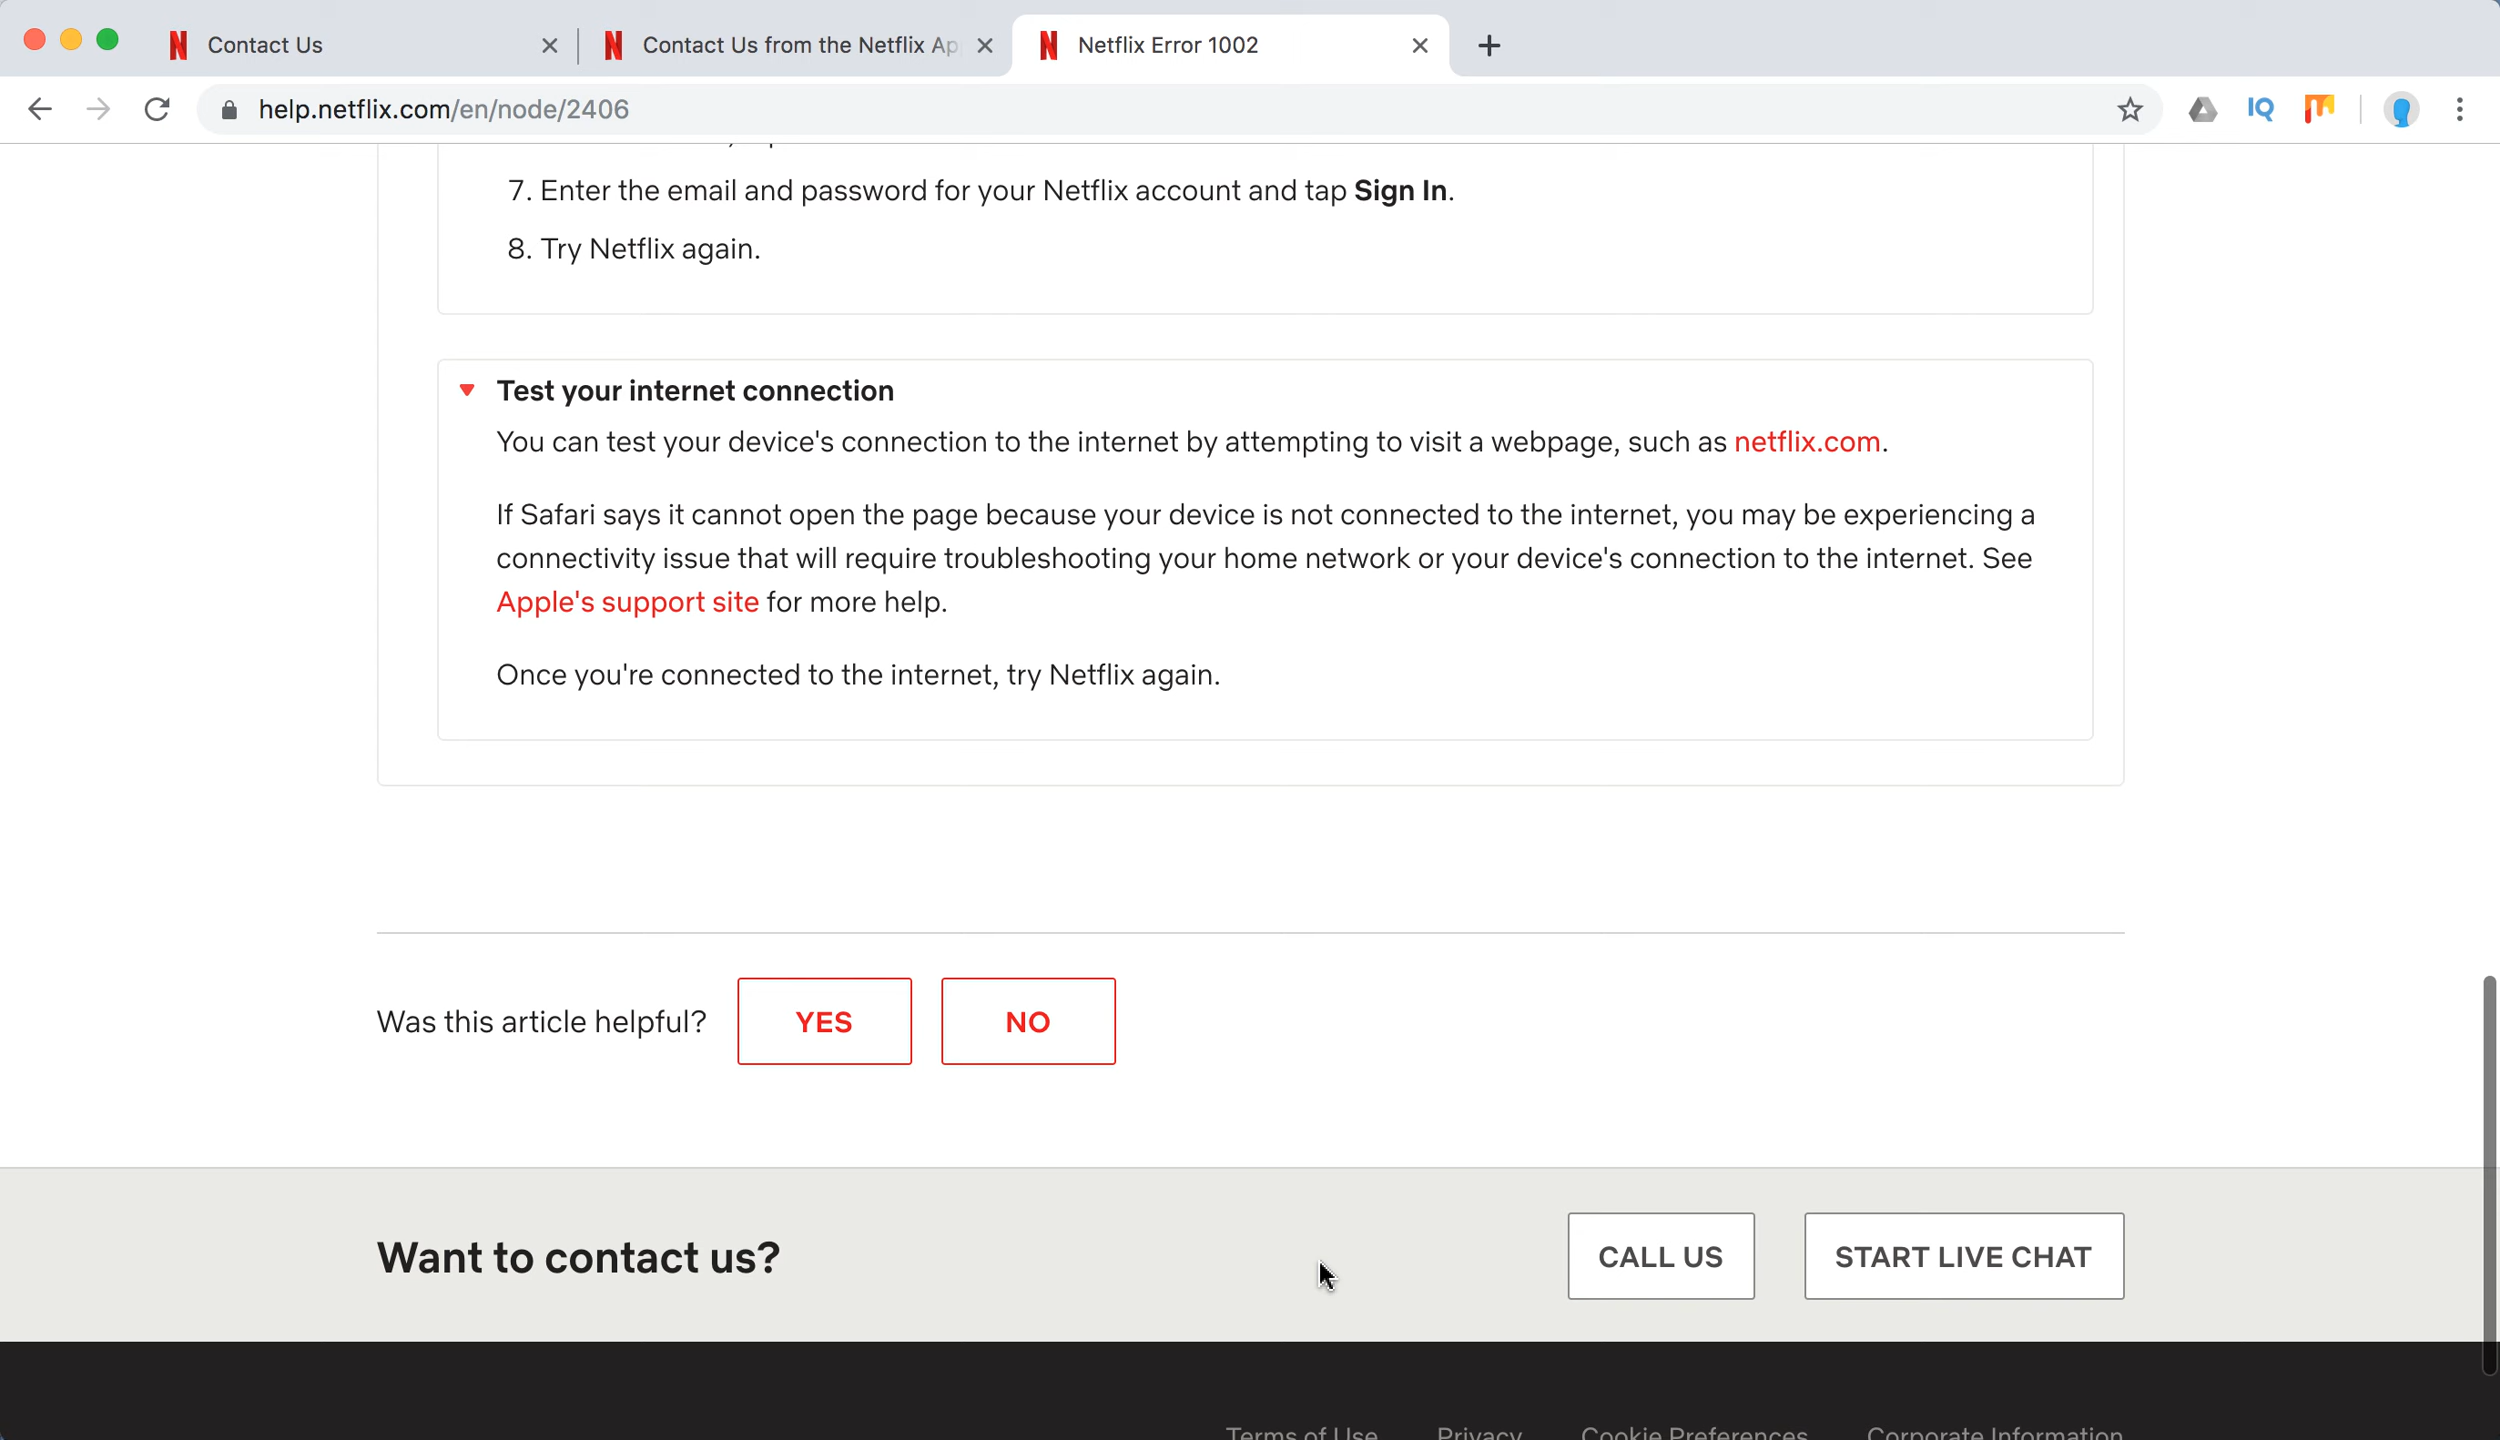 Contact Us
Contact Us from the Netflix Ap
Netflix Error 1002
help.netflix.com/en/node/2406
IQ
7. Enter the email and password for your Netflix account and tap Sign In.
8. Try Netflix again.
Test your internet connection
You can test your device's connection to the internet by attempting to visit a webpage, such as netflix.com.
If Safari says it cannot open the page because your device is not connected to the internet, you may be experiencing a
connectivity issue that will require troubleshooting your home network or your device's connection to the internet. See
Apple's support site for more help.
Once you're connected to the internet, try Netflix again.
Was this article helpful?
YES
NO
Want to contact us?
CALL US
START LIVE CHAT
Terms of Use
Privacy
Cookie Preferences
Corporate Information